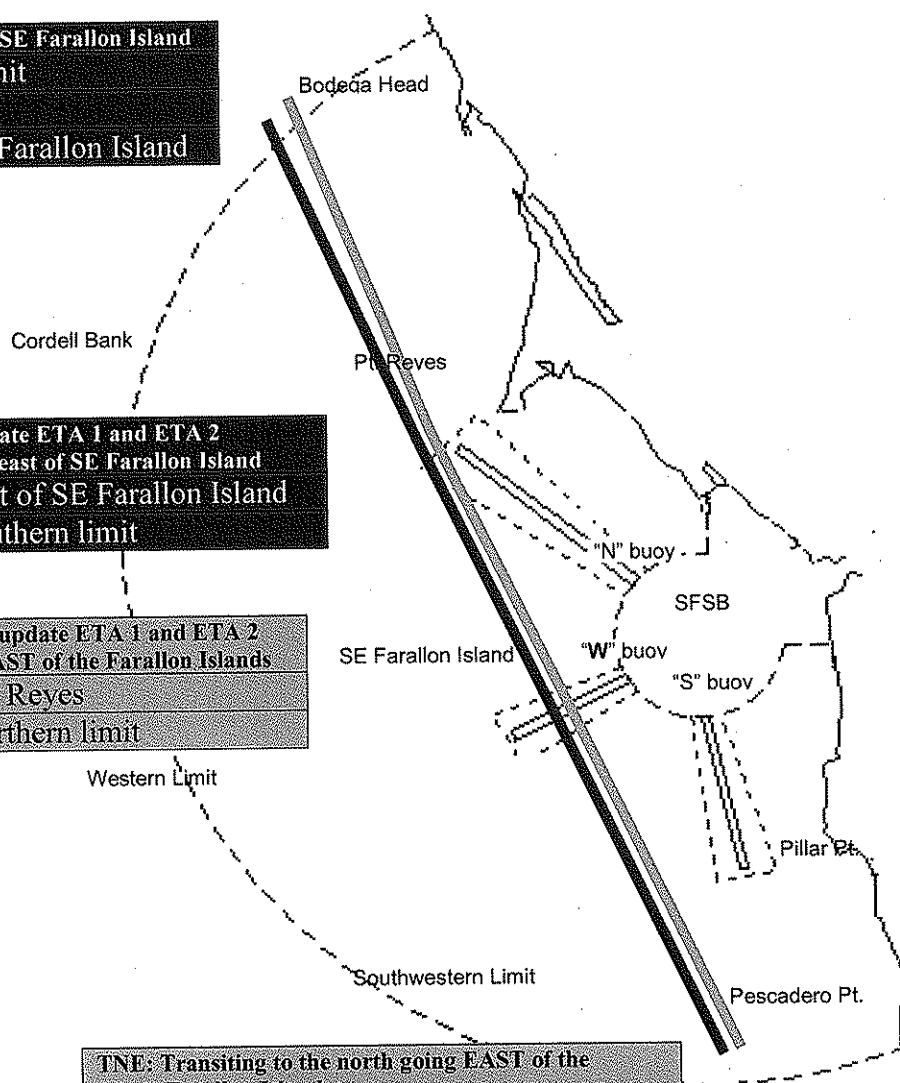 SE Farallon Island
Bodega Head
Farallon Island
Cordell Bank
Pt. Reyes
ate ETA 1 and ETA 2
east of SE Farallon Island
t of SE Farallon Island
thern limit
"N" buoy
SFSB
update ETA 1 and ETA 2
AST of the Farallon Islands
SE Farallon Island
"W" buoy
"S" buoy
Reyes
rthern limit
Western Limit
Pillar Pt.
Southwestern Limit
Pescadero Pt.
TNE: Transiting to the north going EAST of the